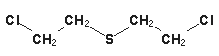 Cl CH₂ Cl
CH₂ S CH₂ CH₂